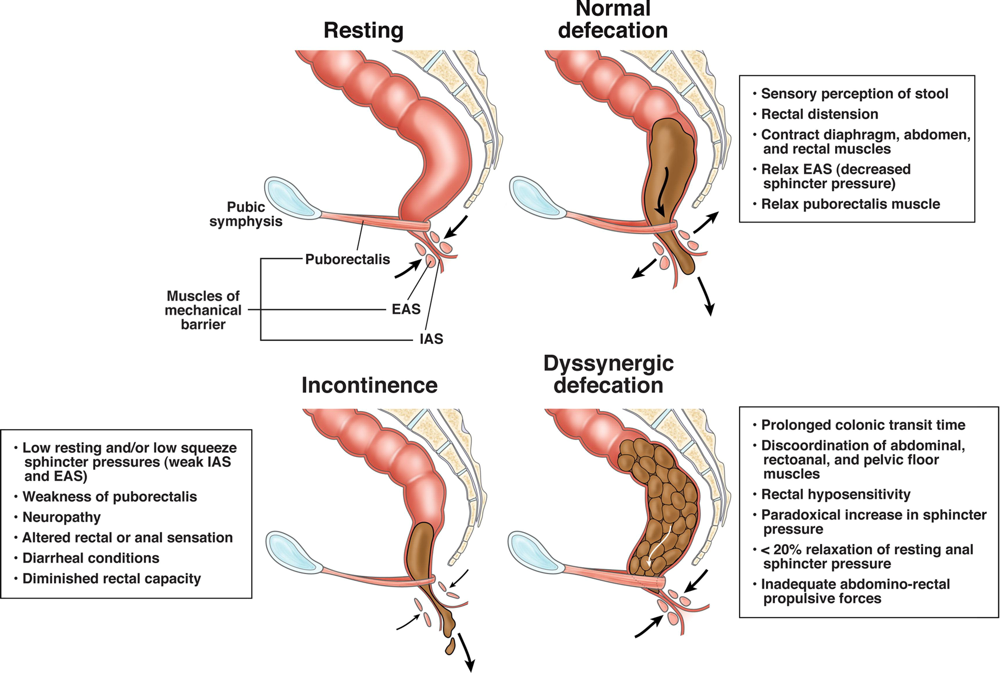 Resting
Normal
defecation
• Sensory perception of stool
• Rectal distension
• Contract diaphragm, abdomen,
and rectal muscles
• Relax EAS (decreased
sphincter pressure)
• Relax puborectalis muscle
Pubic
symphysis
Puborectalis
Muscles of
mechanical
barrier
EAS
IAS
Incontinence
Dyssynergic
defecation
• Low resting and/or low squeeze
sphincter pressures (weak IAS
and EAS)
• Weakness of puborectalis
• Neuropathy
• Altered rectal or anal sensation
• Diarrheal conditions
• Diminished rectal capacity
• Prolonged colonic transit time
• Discoordination of abdominal,
rectoanal, and pelvic floor
muscles
• Rectal hyposensitivity
• Paradoxical increase in sphincter
pressure
• < 20% relaxation of resting anal
sphincter pressure
• Inadequate abdomino-rectal
propulsive forces